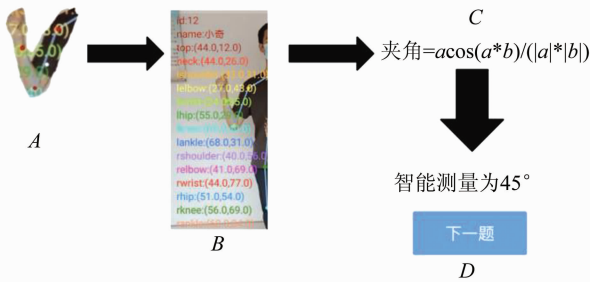 A
id:12
name:小奇
top:(44.0,12.0)
neck:(44.0,26.0)
lelbow:(27.0,43.0)
lhip:(55.0,2
lankle:(68.0,31.0)
rshoulder:(40.0,56.0
relbow:(41.0,69.0)
rwrist:(44.0,77.0)
rhip:(51.0,54.0)
rknee:(56.0,69.0)
B
C
夹角=acos(a*b)/(|a|*|b|)
智能测量为45°
下一题
D